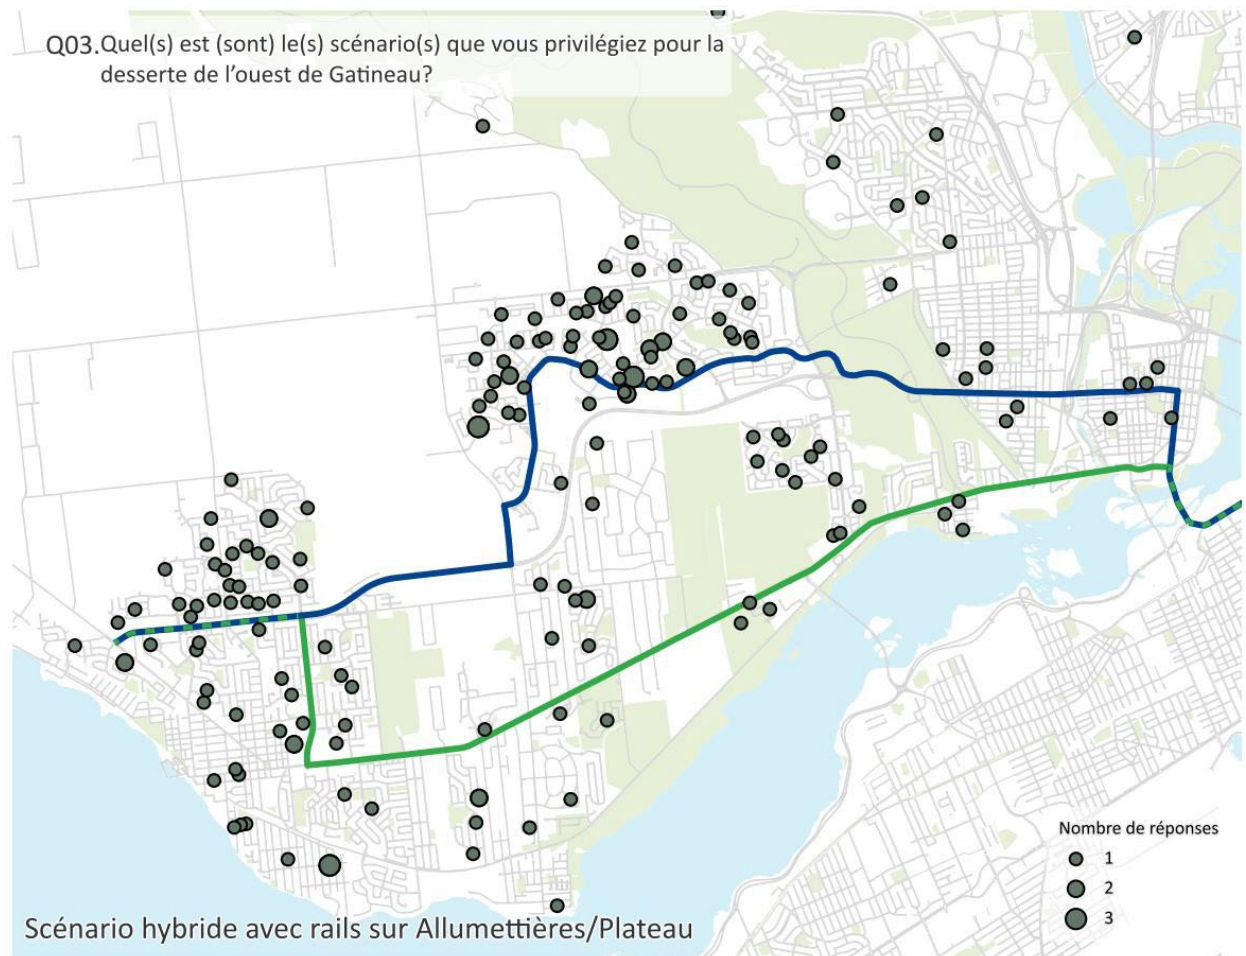 Q03.Quel(s) est (sont) le(s) scénario(s) que vous privilégiez pour la
desserte de l'ouest de Gatineau?
Nombre de réponses
1
2
3
Scénario hybride avec rails sur Allumettières/Plateau